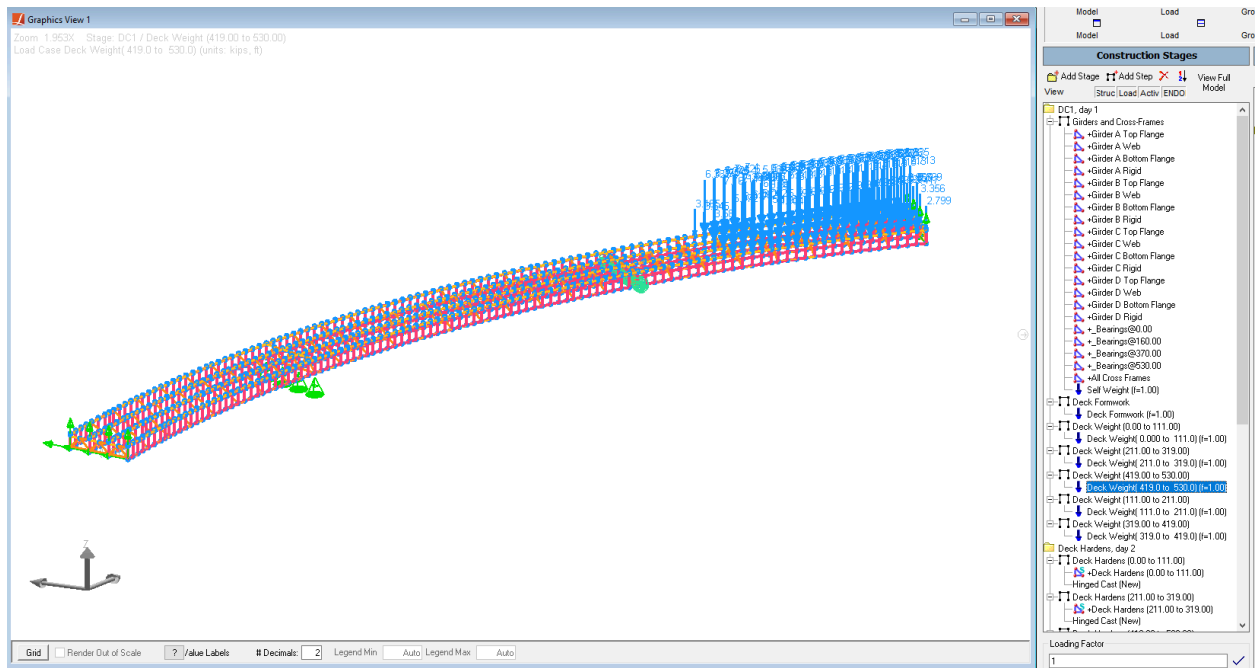 Graphics View 1
Zoom 1.953X Stage: DC1 / Deck Weight (419.00 to 530.00)
Load Case Deck Weight( 419.0 to 530.0) (units: kips, ft)
3.356
2.799
Z
Grid Render Out of Scale ? /alue Labels # Decimals: 2 Legend Min Auto Legend Max Auto
Model Load Gro
Model Load Gro
Construction Stages
Add Stage Add Step View Full Model
View Struc Load Activ ENDO
DC1, day 1
Girders and Cross-Frames
+Girder A Top Flange
+Girder A Web
+Girder A Bottom Flange
+Girder A Rigid
+Girder B Top Flange
+Girder B Web
+Girder B Bottom Flange
+Girder B Rigid
+Girder C Top Flange
+Girder C Web
+Girder C Bottom Flange
+Girder C Rigid
+Girder D Top Flange
+Girder D Web
+Girder D Bottom Flange
+Girder D Rigid
+_Bearings@0.00
+_Bearings@160.00
+_Bearings@370.00
+_Bearings@530.00
+All Cross Frames
Self Weight (f=1.00)
Deck Formwork
Deck Formwork (f=1.00)
Deck Weight (0.00 to 111.00)
Deck Weight( 0.000 to 111.0) (f=1.00)
Deck Weight (211.00 to 319.00)
Deck Weight( 211.0 to 319.0) (f=1.00)
Deck Weight (419.00 to 530.00)
Deck Weight( 419.0 to 530.0) (f=1.00)
Deck Weight (111.00 to 211.00)
Deck Weight( 111.0 to 211.0) (f=1.00)
Deck Weight (319.00 to 419.00)
Deck Weight( 319.0 to 419.0) (f=1.00)
Deck Hardens, day 2
Deck Hardens (0.00 to 111.00)
+Deck Hardens (0.00 to 111.00)
Hinged Cast (New)
Deck Hardens (211.00 to 319.00)
+Deck Hardens (211.00 to 319.00)
Hinged Cast (New)
Loading Factor
1